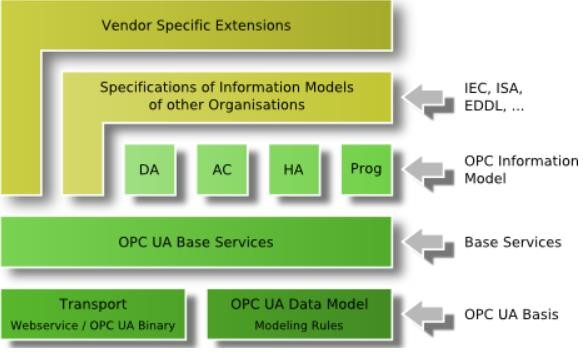 Vendor Specific Extensions
Specifications of Information Models
of other Organisations
IEC, ISA,
EDDL, ...
DA
AC
HA
Prog
OPC Information
Model
OPC UA Base Services
Base Services
Transport
Webservice / OPC UA Binary
OPC UA Data Model
Modeling Rules
OPC UA Basis